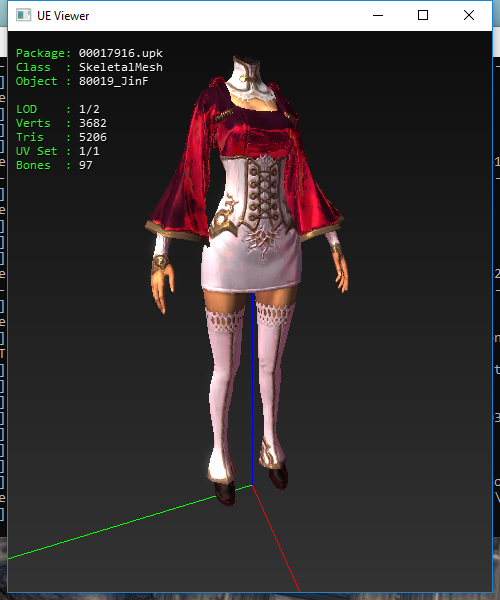 UE Viewer
Package: 00017916.upk
Class : SkeletalMesh
Object : 80019_JinF
LOD : 1/2
Verts : 3682
Tris : 5206
UV Set : 1/1
Bones : 97